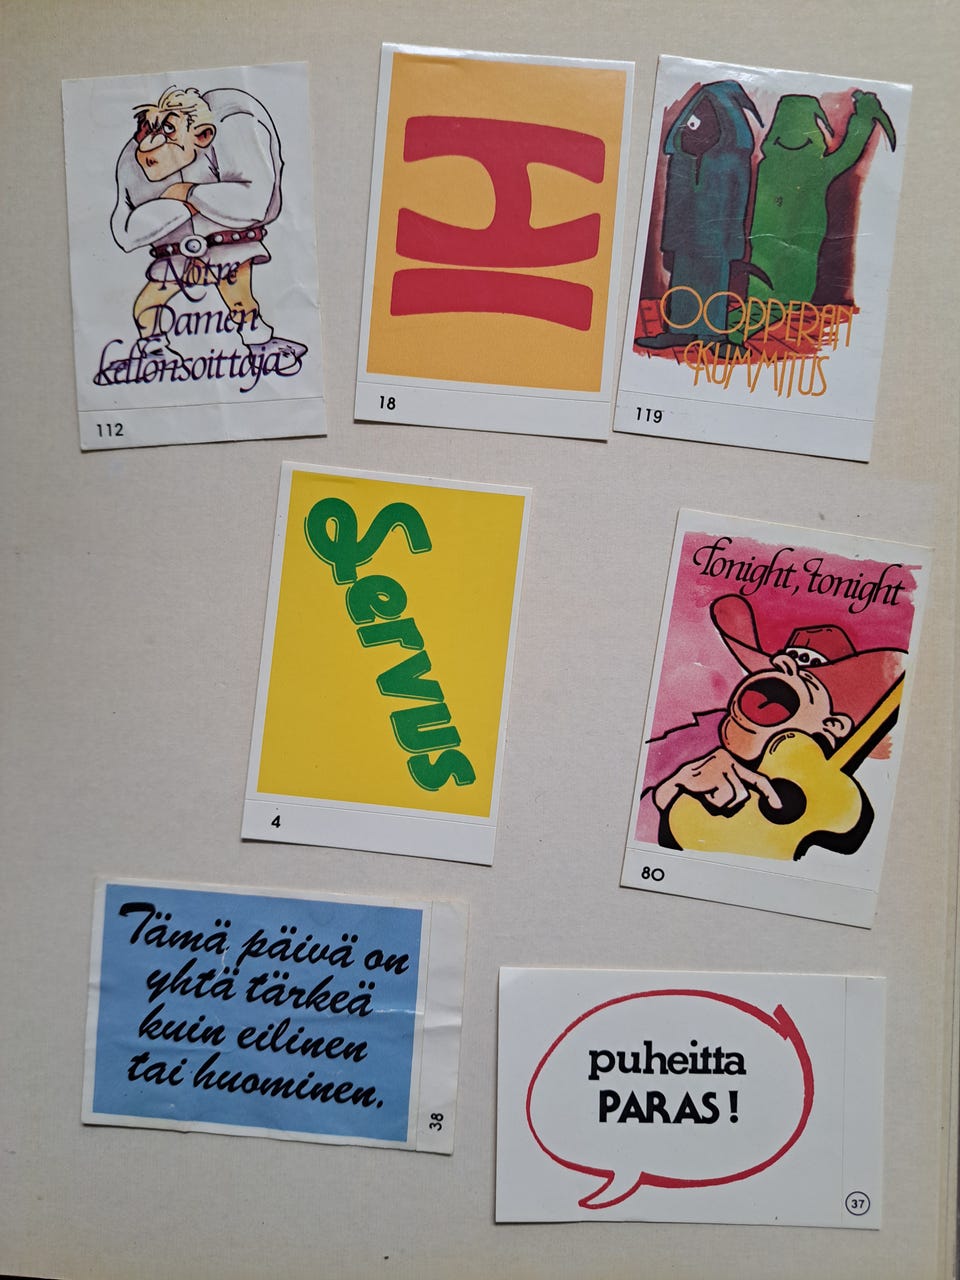 Notre
Damen
kellonsoittaja
112
HI
18
OOPPERAN
KUMMITUS
119
Servus
4
Tonight, tonight
80
Tämä päivä on
yhtä tärkeä
kuin eilinen
tai huominen.
38
puheitta
PARAS!
37